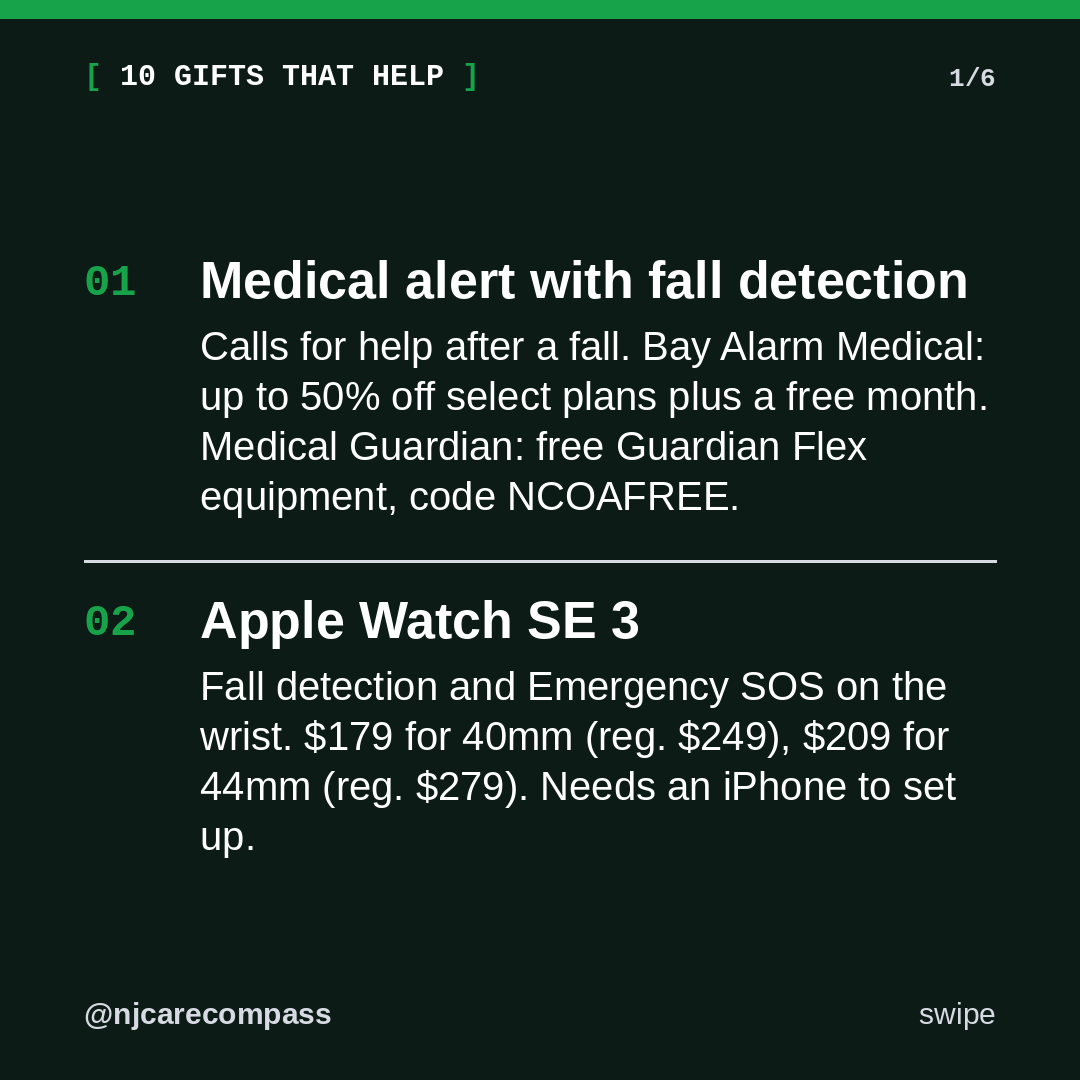 [ 10 GIFTS THAT HELP ]
1/6
01
Medical alert with fall detection
Calls for help after a fall. Bay Alarm Medical:
up to 50% off select plans plus a free month.
Medical Guardian: free Guardian Flex
equipment, code NCOAFREE.
02
Apple Watch SE 3
Fall detection and Emergency SOS on the
wrist. $179 for 40mm (reg. $249), $209 for
44mm (reg. $279). Needs an iPhone to set
up.
@njcarecompass
swipe